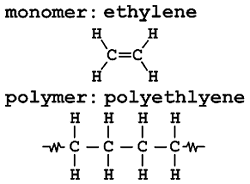 monomer: ethylene
H H
C=C
H H
polymer: polyethlyene
H H H H
C – C – C – C
H H H H